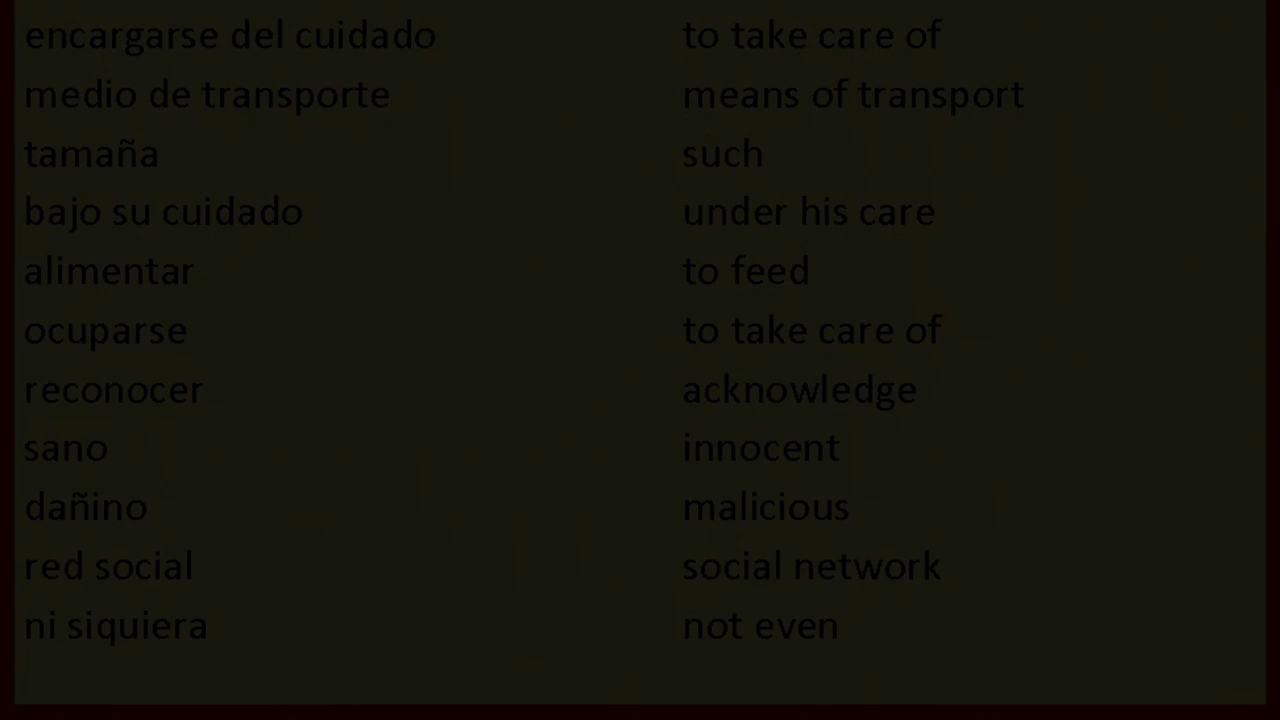 encargarse del cuidado to take care of
medio de transporte means of transport
tamaña such
bajo su cuidado under his care
alimentar to feed
ocuparse to take care of
reconocer acknowledge
sano innocent
dañino malicious
red social social network
ni siquiera not even